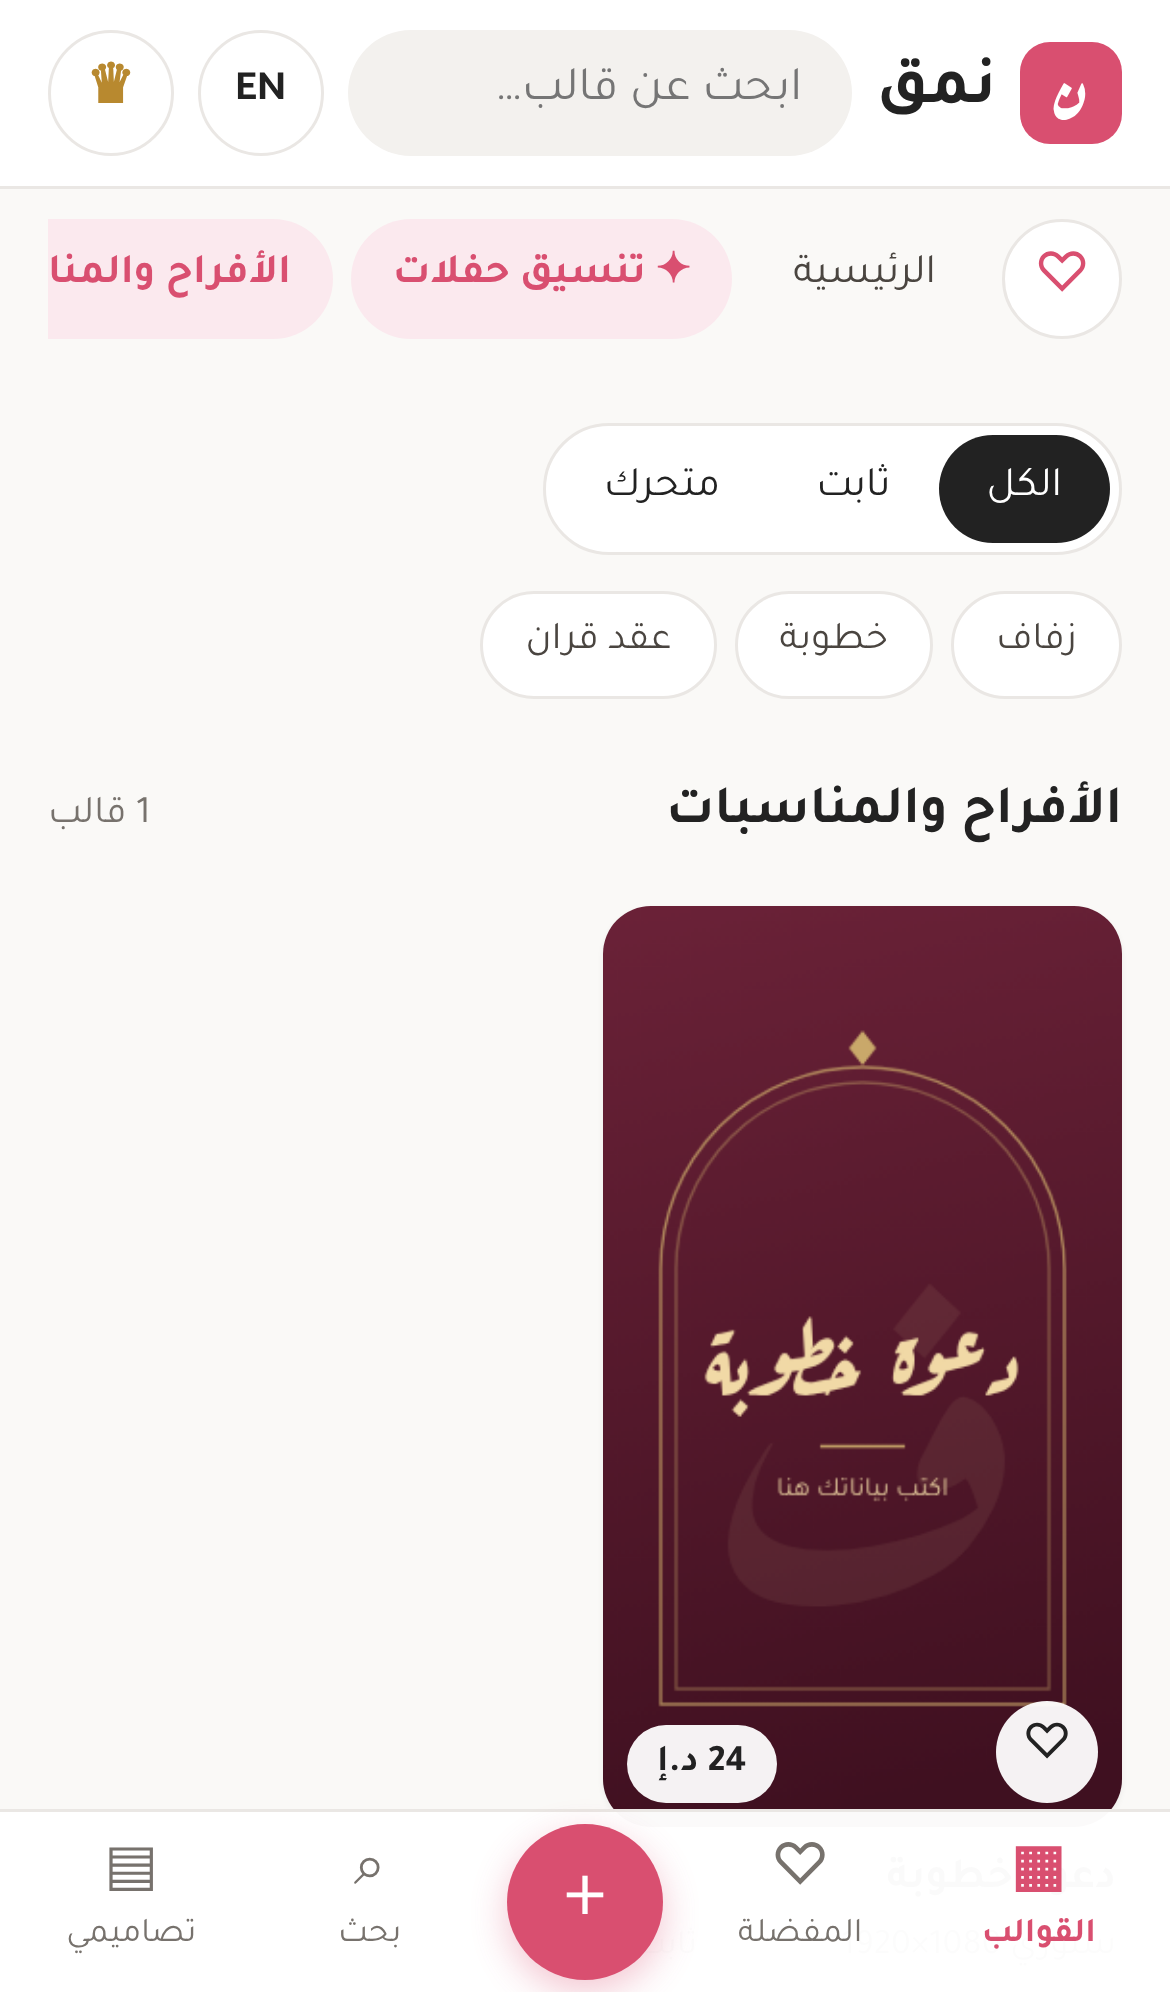 ن
نمق
ابحث عن قالب...
EN
الرئيسية
✦ تنسيق حفلات
الأفراح والمنا
الكل
ثابت
متحرك
زفاف
خطوبة
عقد قران
الأفراح والمناسبات
1 قالب
دعوة خطوبة
اكتب بياناتك هنا
24 د.إ
خطوبة
القوالب
المفضلة
+
بحث
تصاميمي